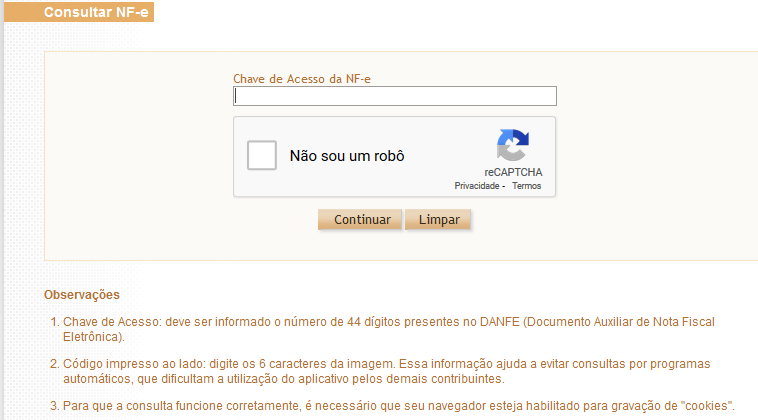 Consultar NF-e
Chave de Acesso da NF-e
Não sou um robô
reCAPTCHA
Privacidade - Termos
Continuar
Limpar
Observações
1. Chave de Acesso: deve ser informado o número de 44 dígitos presentes no DANFE (Documento Auxiliar de Nota Fiscal
Eletrônica).
2. Código impresso ao lado: digite os 6 caracteres da imagem. Essa informação ajuda a evitar consultas por programas
automáticos, que dificultam a utilização do aplicativo pelos demais contribuintes.
3. Para que a consulta funcione corretamente, é necessário que seu navegador esteja habilitado para gravação de "cookies".